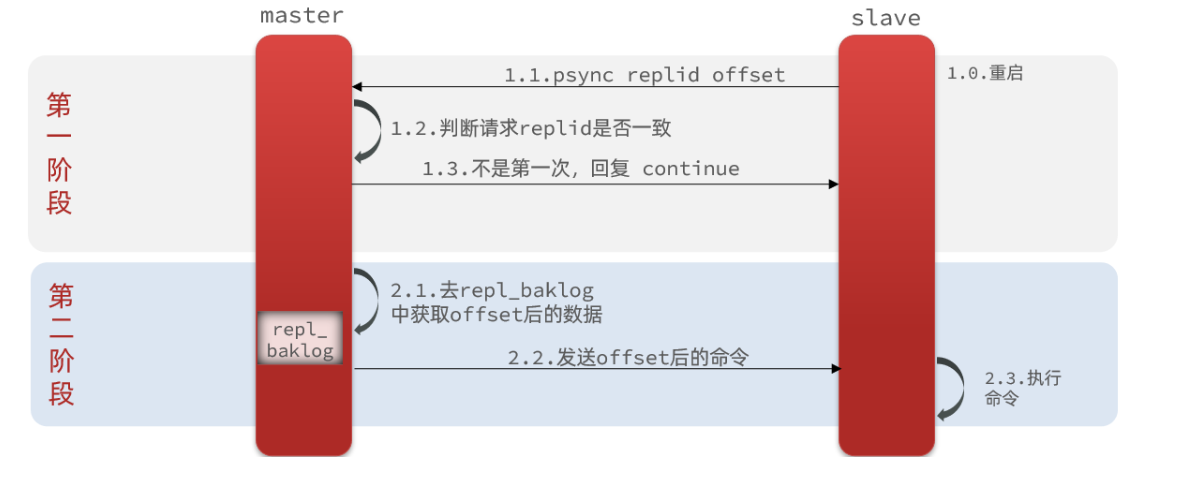 master
slave
第一阶段
1.0.重启
1.1.psync replid offset
1.2.判断请求replid是否一致
1.3.不是第一次，回复 continue
第二阶段
2.1.去repl_baklog
中获取offset后的数据
repl_
baklog
2.2.发送offset后的命令
2.3.执行
命令